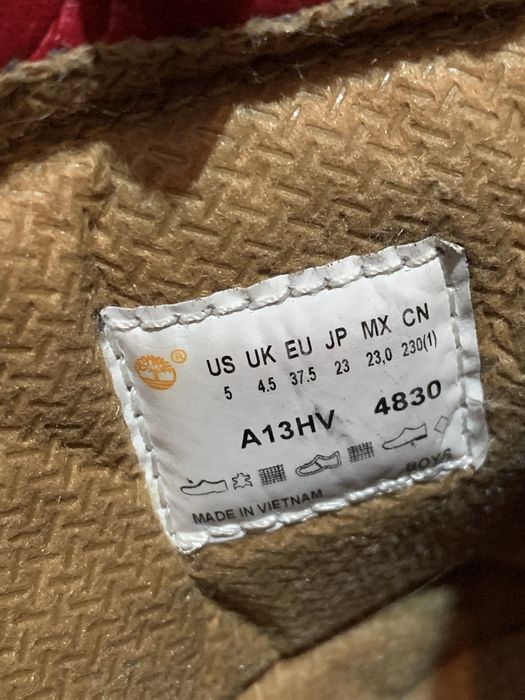 ®
US UK EU JP MX CN
5 4.5 37.5 23 23,0 230(1)
A13HV 4830
BOYS
MADE IN VIETNAM